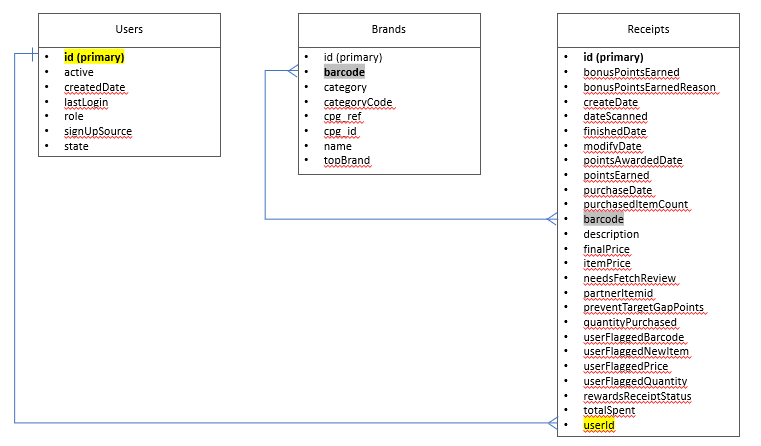 Users
id (primary)
active
createdDate
lastLogin
role
signUpSource
state
Brands
id (primary)
barcode
category
categoryCode
cpg_ref
cpg_id
name
topBrand
Receipts
id (primary)
bonusPointsEarned
bonusPointsEarnedReason
createDate
dateScanned
finishedDate
modifyDate
pointsAwardedDate
pointsEarned
purchaseDate
purchasedItemCount
barcode
description
finalPrice
itemPrice
needsFetchReview
partnerItemid
preventTargetGapPoints
quantityPurchased
userFlaggedBarcode
userFlaggedNewItem
userFlaggedPrice
userFlaggedQuantity
rewardsReceiptStatus
totalSpent
userId